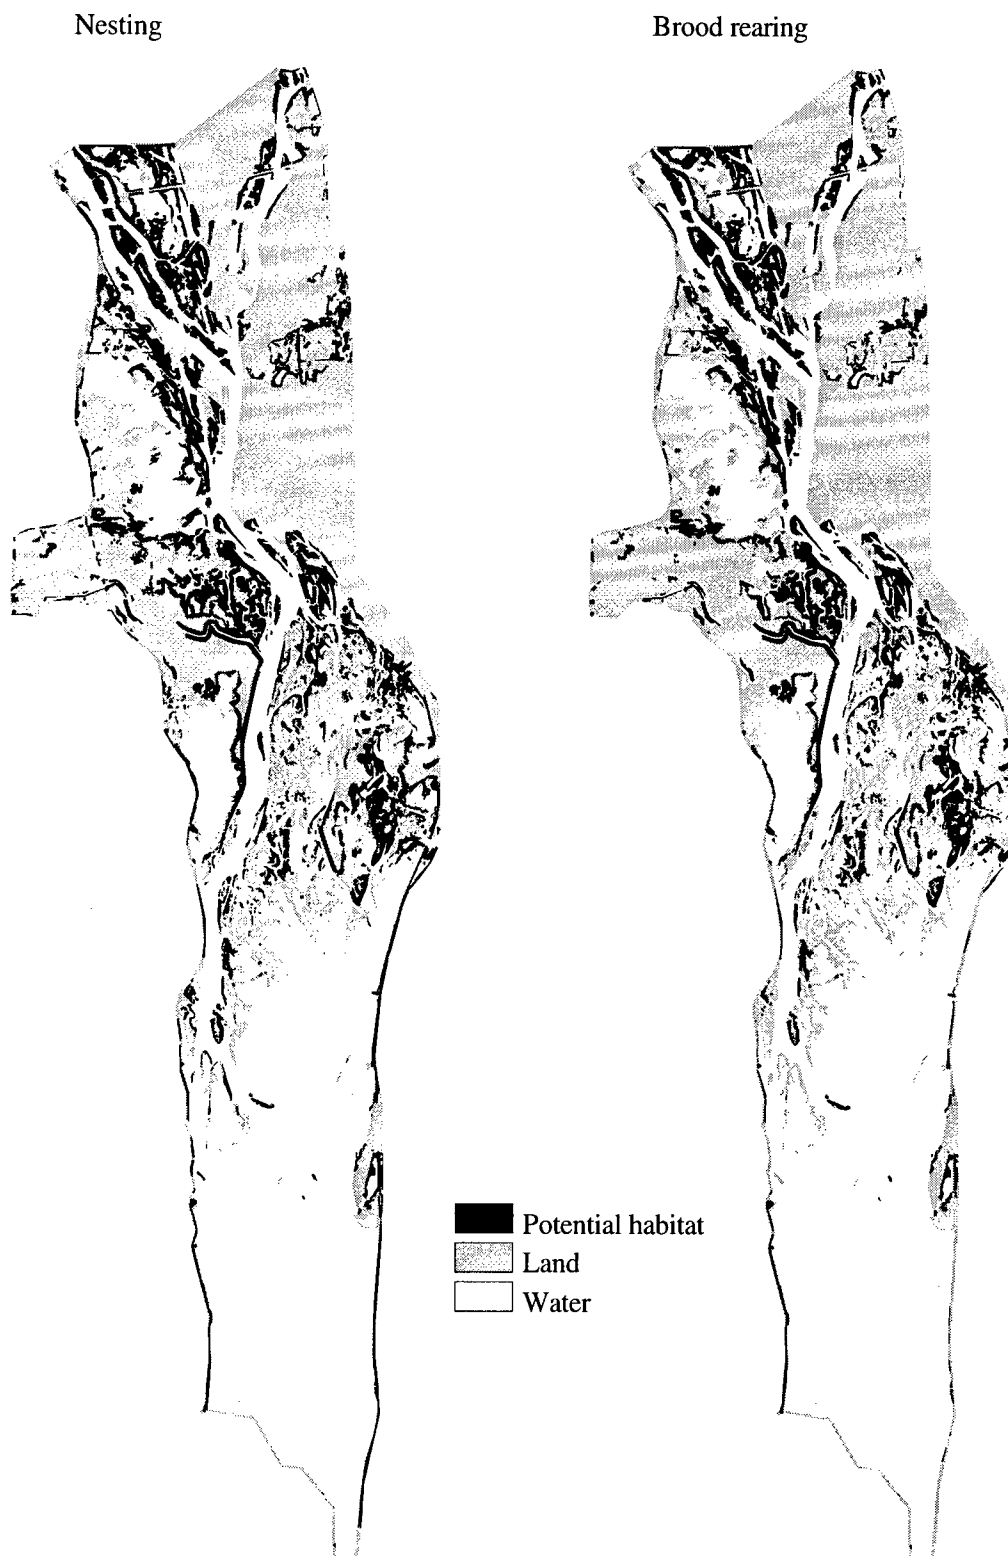 Nesting
Brood rearing
Potential habitat
Land
Water